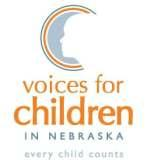 voices for
children
IN NEBRASKA
every child counts